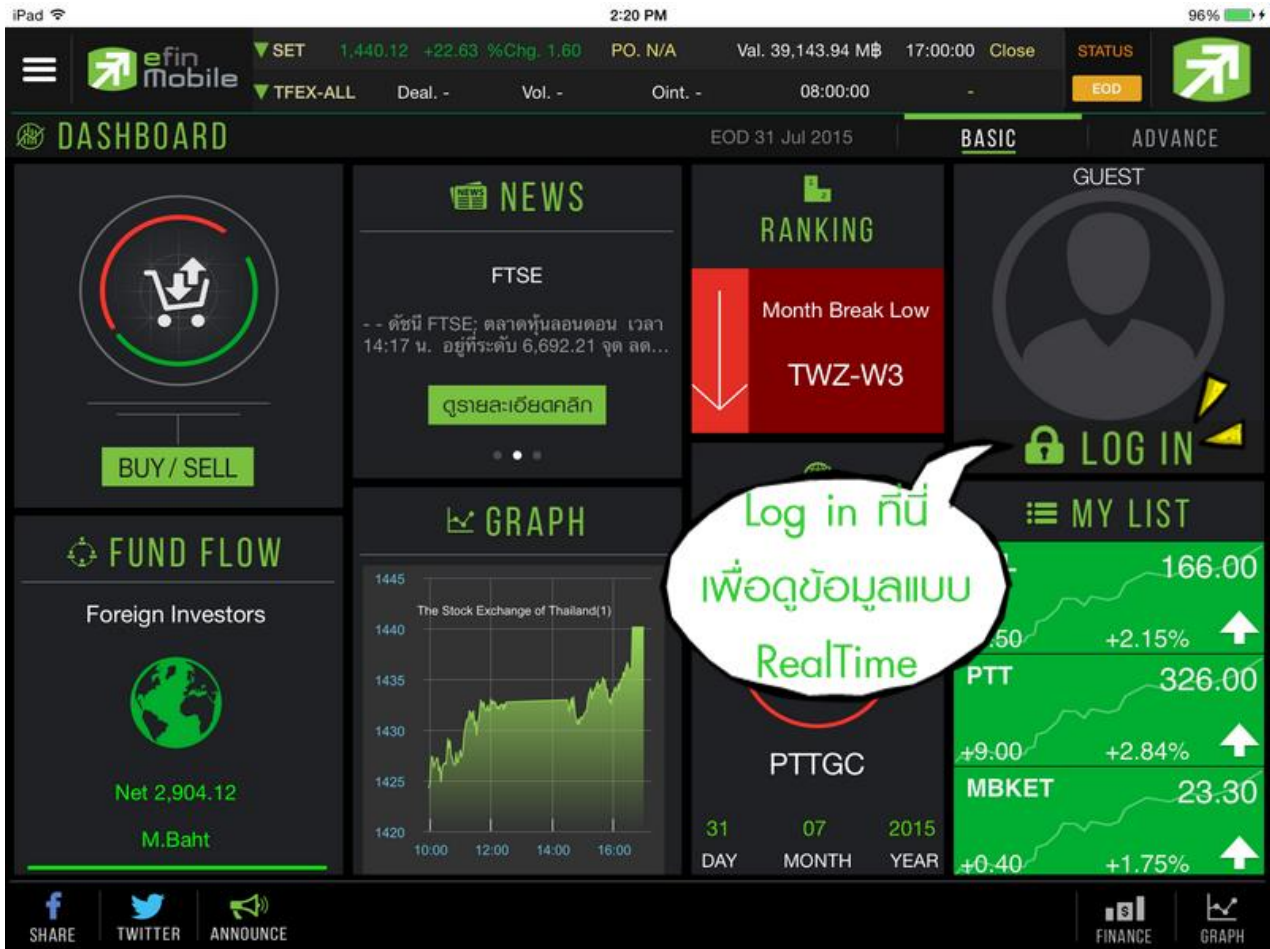 iPad
2:20 PM
96%
efin
Mobile
SET 1,440.12 +22.63 %Chg. 1.60 PO. N/A Val. 39,143.94 M฿ 17:00:00 Close
TFEX-ALL Deal. - Vol. - Oint. - 08:00:00 -
STATUS
EOD
DASHBOARD
EOD 31 Jul 2015
BASIC
ADVANCE
BUY / SELL
NEWS
FTSE
- - ดัชนี FTSE; ตลาดหุ้นลอนดอน เวลา
14:17 น. อยู่ที่ระดับ 6,692.21 จุด ลด...
ดูรายละเอียดคลิก
RANKING
Month Break Low
TWZ-W3
GUEST
LOG IN
Log in ที่นี่
เพื่อดูข้อมูลแบบ
RealTime
FUND FLOW
Foreign Investors
Net 2,904.12
M.Baht
GRAPH
The Stock Exchange of Thailand(1)
1445
1440
1435
1430
1425
1420
10:00 12:00 14:00 16:00
PTTGC
31 07 2015
DAY MONTH YEAR
MY LIST
166.00
.50 +2.15%
PTT 326.00
+9.00 +2.84%
MBKET 23.30
+0.40 +1.75%
SHARE
TWITTER
ANNOUNCE
FINANCE
GRAPH